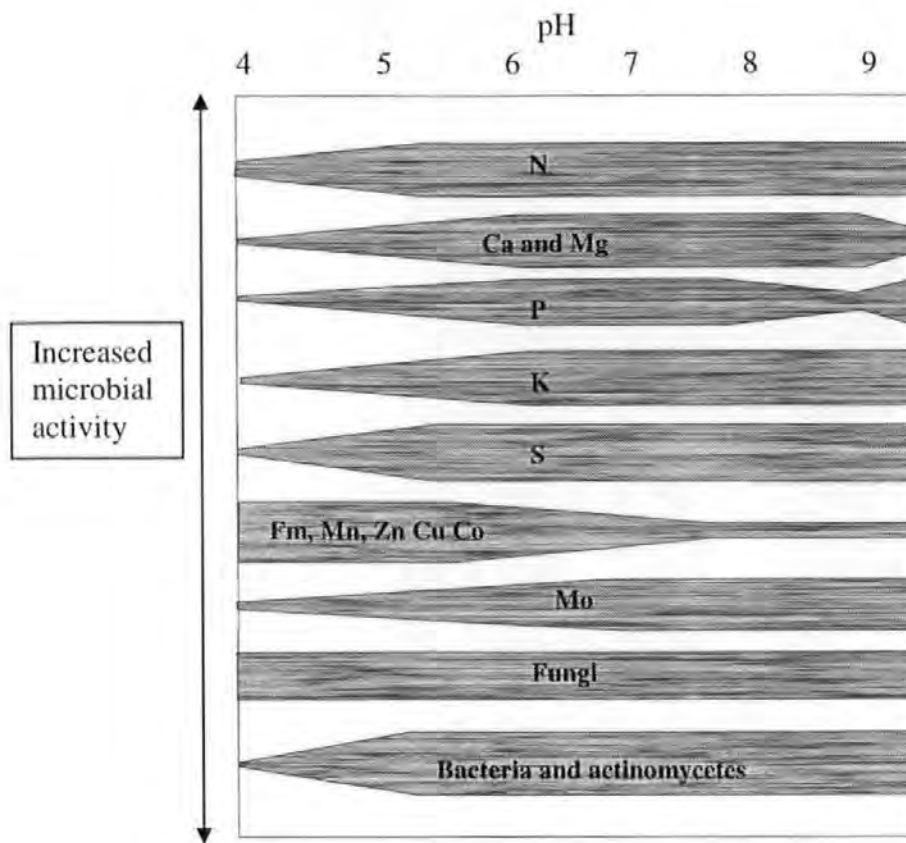 pH
4 5 6 7 8 9
N
Ca and Mg
P
K
Increased
microbial
activity
S
Fm, Mn, Zn Cu Co
Mo
Fungl
Bacteria and actinomycetes